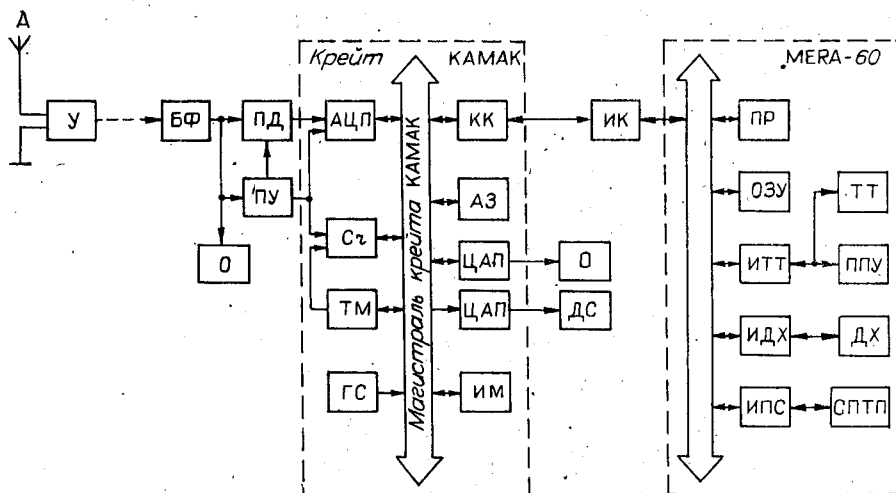 А
Крейт КАМАК
MERA-60
У
БФ
ПД
АЦП
КК
ИК
ПР
ПУ
АЗ
ОЗУ
ТТ
О
Сч
ЦАП
О
ИТТ
ППУ
ТМ
ЦАП
ДС
ИДХ
ДХ
ГС
ИМ
ИПС
СПТП
Магистраль крейта КАМАК